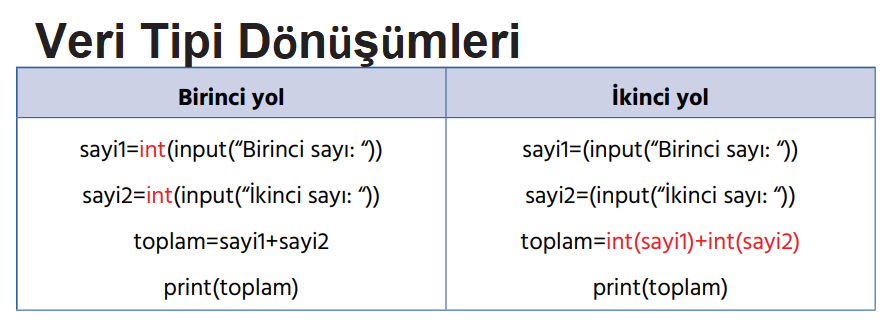 Veri Tipi Dönüşümleri
Birinci yol
sayi1=int(input(“Birinci sayı: “))
sayi2=int(input(“İkinci sayı: “))
toplam=sayi1+sayi2
print(toplam)
İkinci yol
sayi1=(input(“Birinci sayı: “))
sayi2=(input(“İkinci sayı: “))
toplam=int(sayi1)+int(sayi2)
print(toplam)